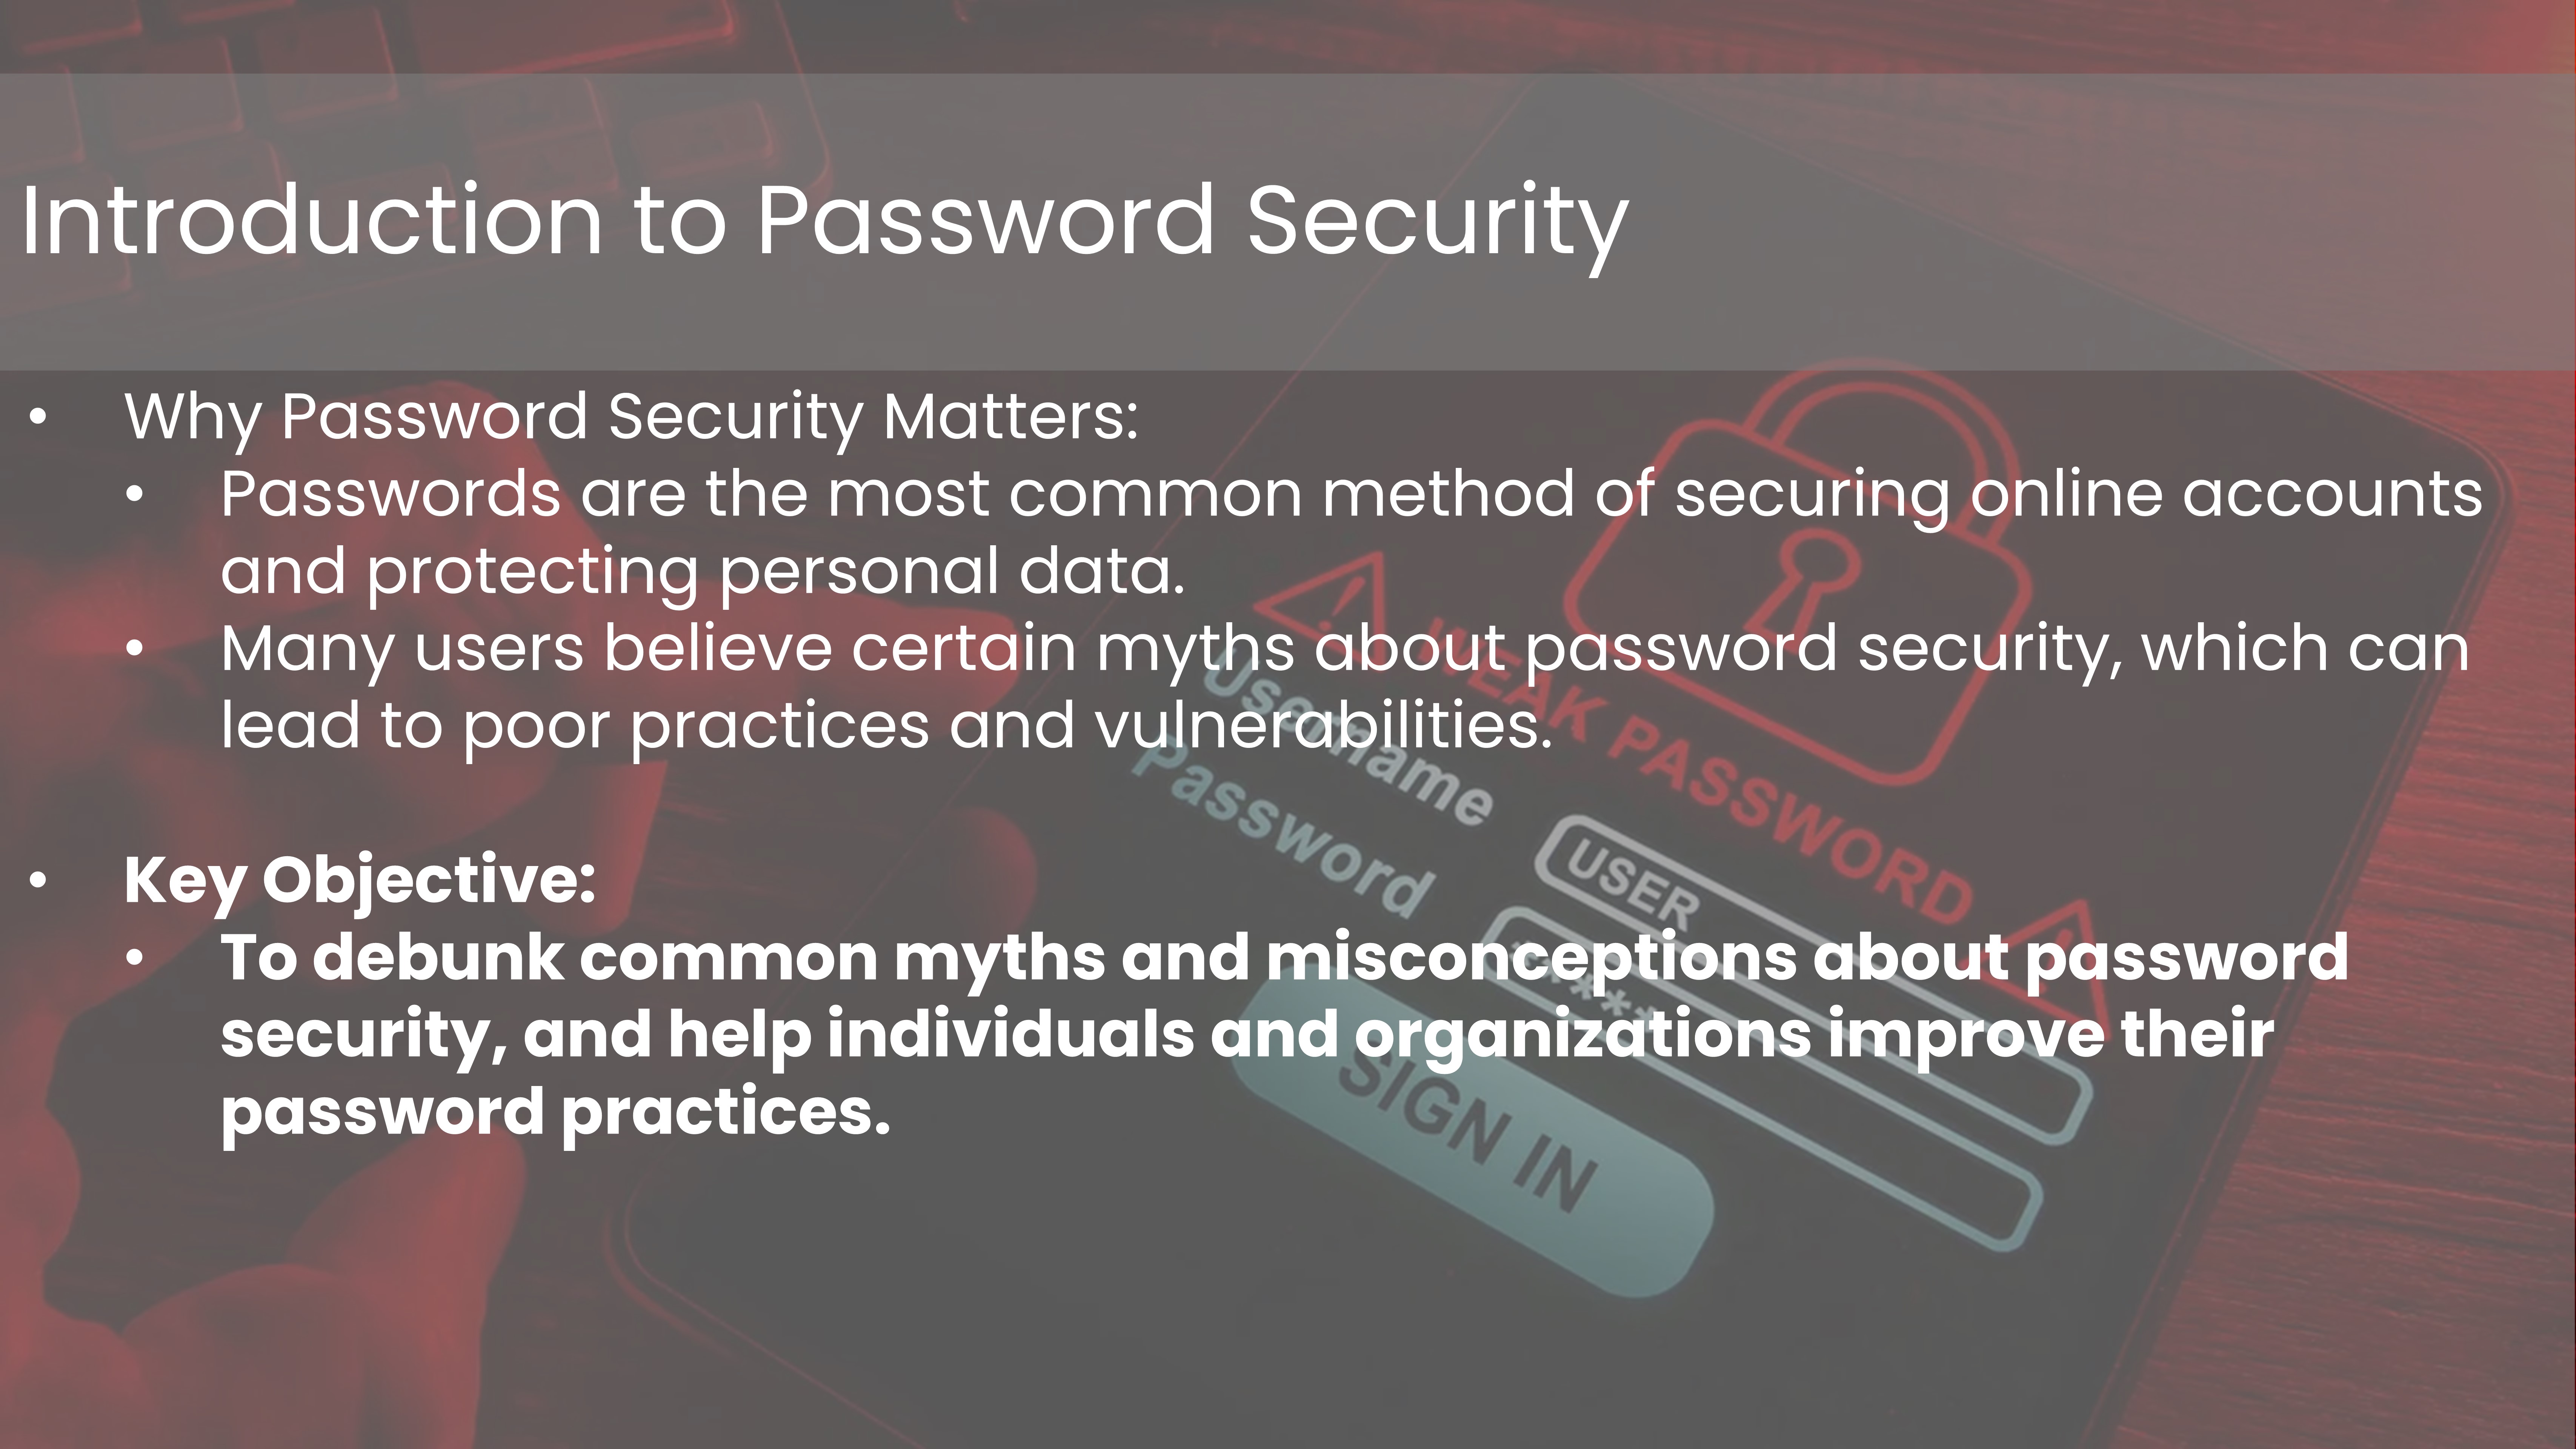 Introduction to Password Security
• Why Password Security Matters:
• Passwords are the most common method of securing online accounts
and protecting personal data.
• Many users believe certain myths about password security, which can
lead to poor practices and vulnerabilities.
• Key Objective:
• To debunk common myths and misconceptions about password
security, and help individuals and organizations improve their
password practices.
WEAK PASSWORD
Username
USER
Password
*****
SIGN IN